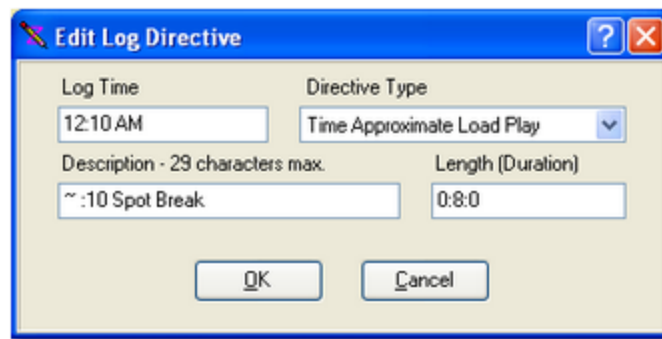 Edit Log Directive
Log Time Directive Type
12:10 AM Time Approximate Load Play
Description - 29 characters max. Length (Duration)
~ :10 Spot Break 0:8:0
OK Cancel